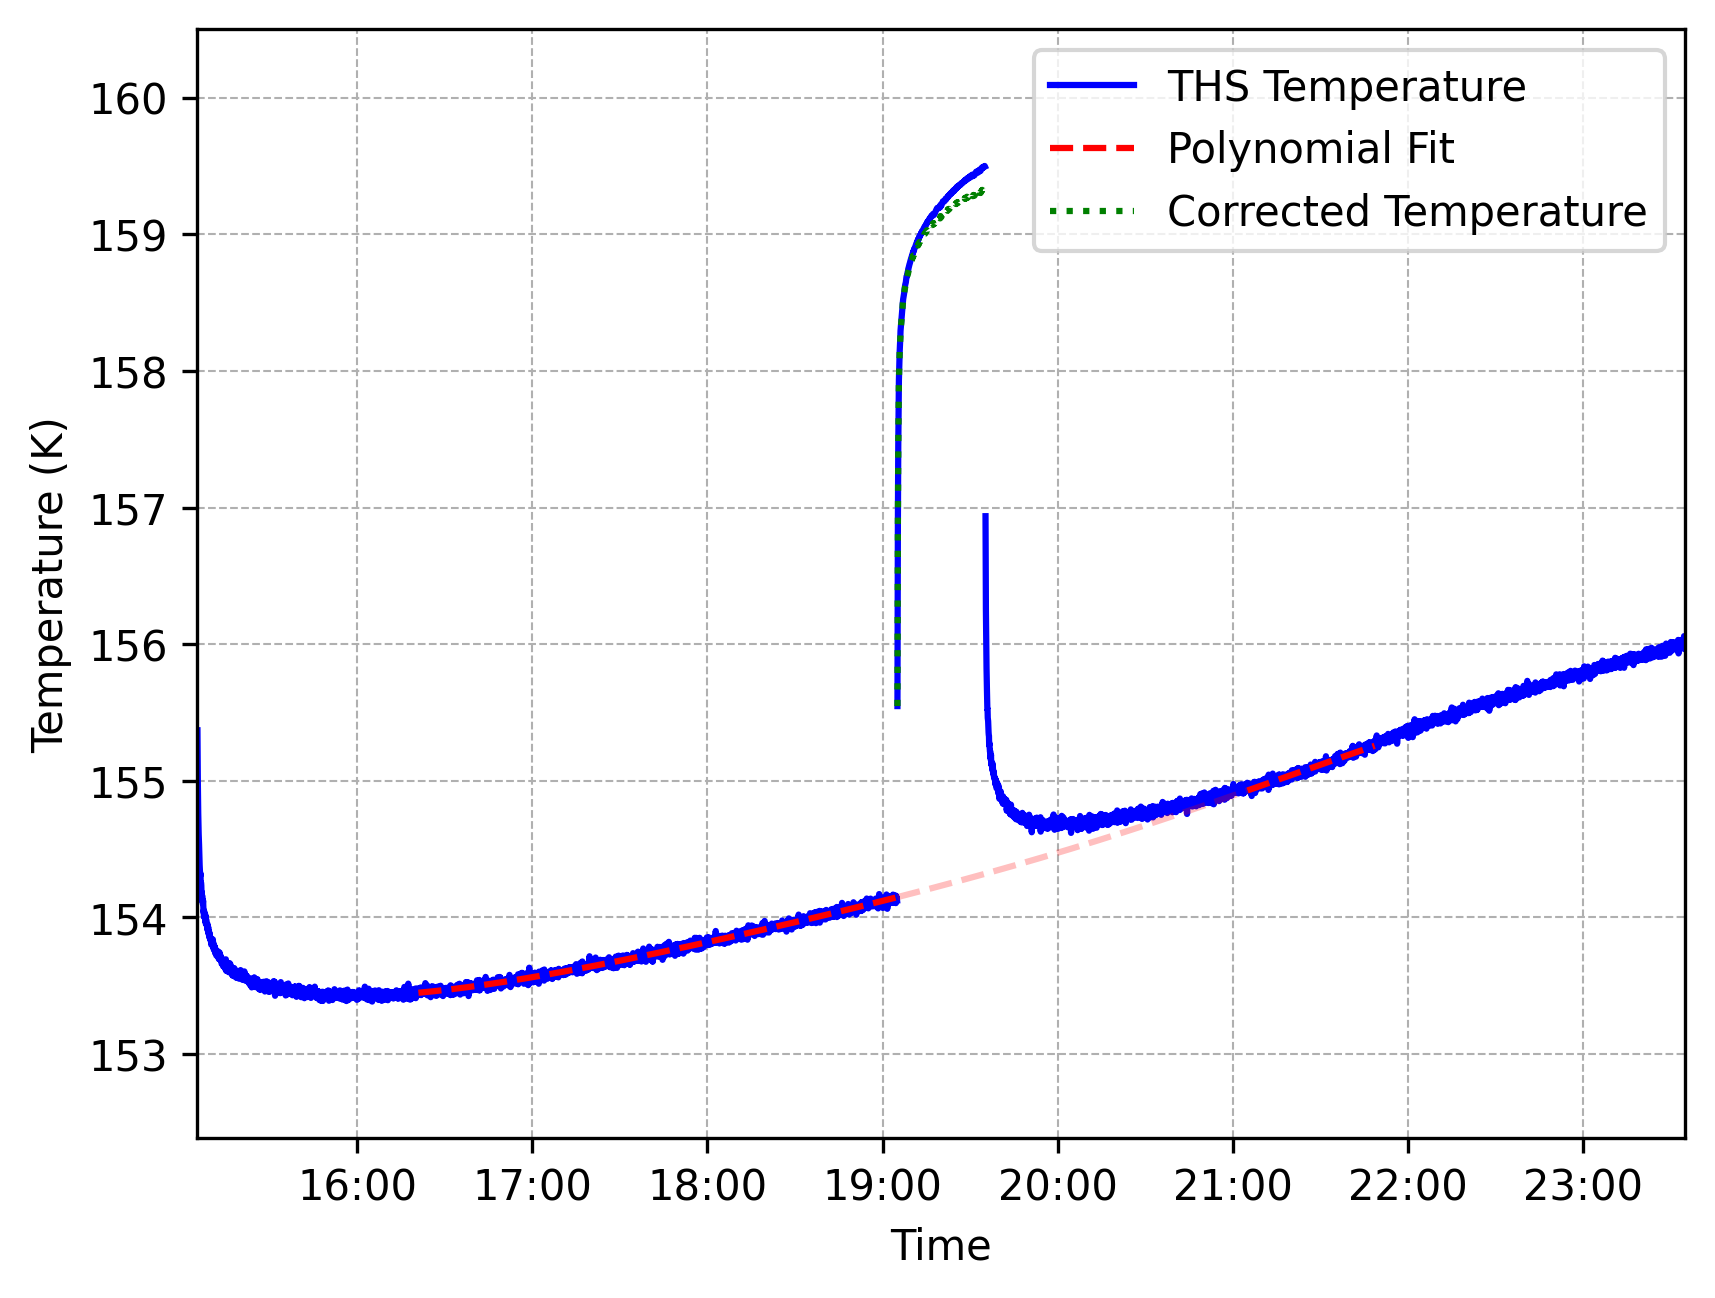 THS Temperature
Polynomial Fit
Corrected Temperature
160
159
158
157
156
155
154
153
Temperature (K)
16:00 17:00 18:00 19:00 20:00 21:00 22:00 23:00
Time